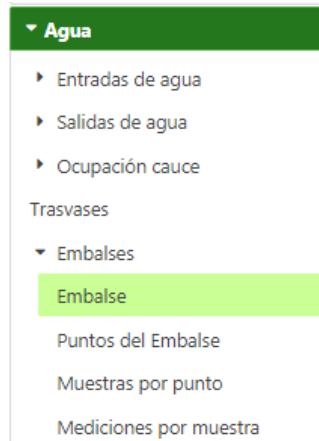 Agua
Entradas de agua
Salidas de agua
Ocupación cauce
Trasvases
Embalses
Embalse
Puntos del Embalse
Muestras por punto
Mediciones por muestra